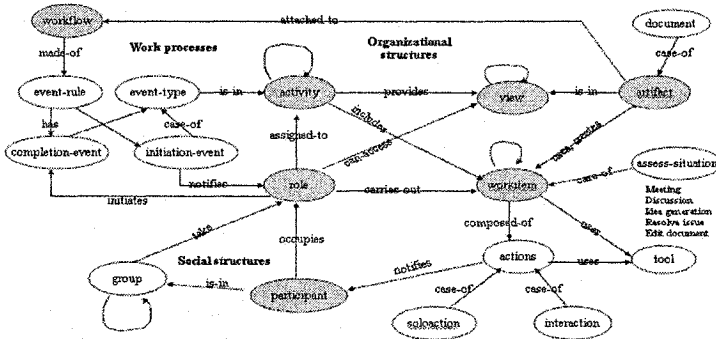 workflow
attached-to
document
made-of
Work processes
Organizational
structures
case-of
event-rule
event-type
is-in
activity
provides
view
is-in
artifact
has
case-of
assigned-to
includes
can-access
completion-event
initiation-event
case-of
assess-situation
notifies
role
carries-out
workitem
initiates
Meeting
Discussion
Idea generation
Resolve issue
Edit document
take
occupies
composed-of
uses
Social structures
notifies
actions
uses
tool
group
is-in
participant
case-of
case-of
soloaction
interaction